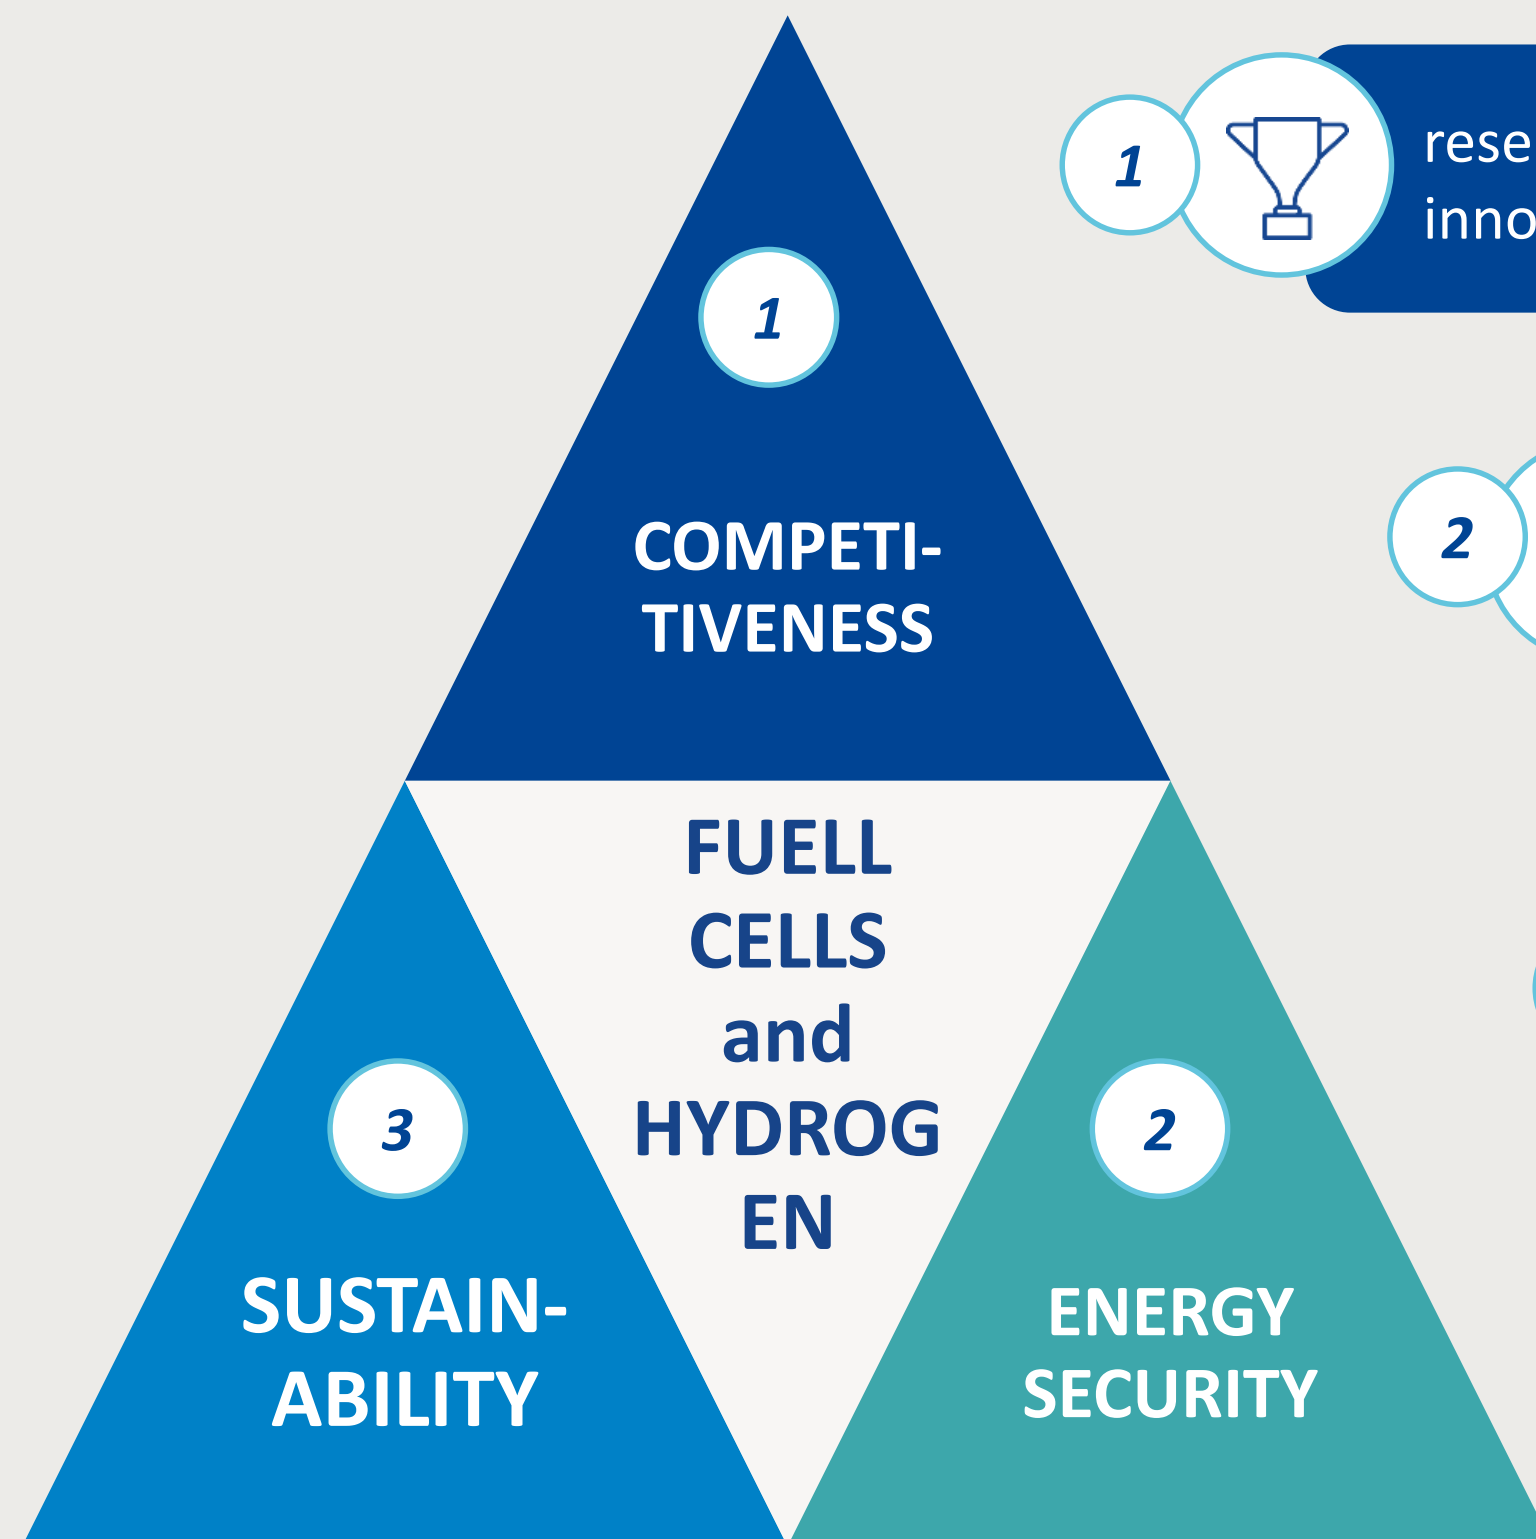 1
COMPETI-
TIVENESS
FUELL
CELLS
and
HYDROG
EN
3
SUSTAIN-
ABILITY
2
ENERGY
SECURITY
1
2